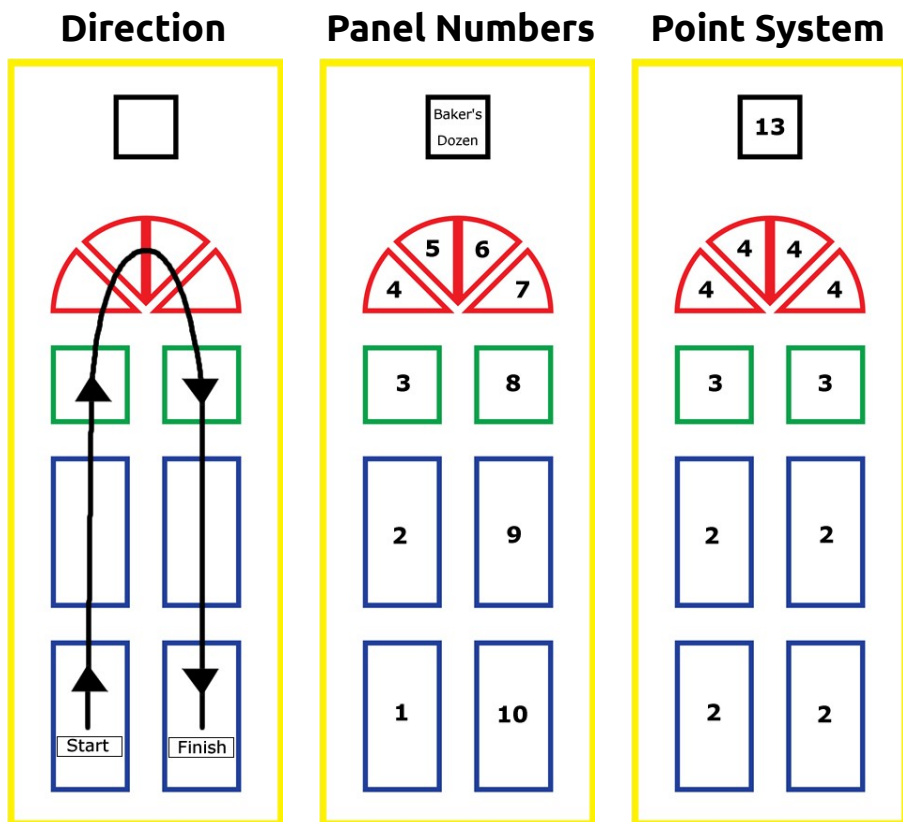 Direction
Panel Numbers
Point System
Start
Finish
Baker's
Dozen
5 6
4 7
3 8
2 9
1 10
13
4 4
4 4
3 3
2 2
2 2